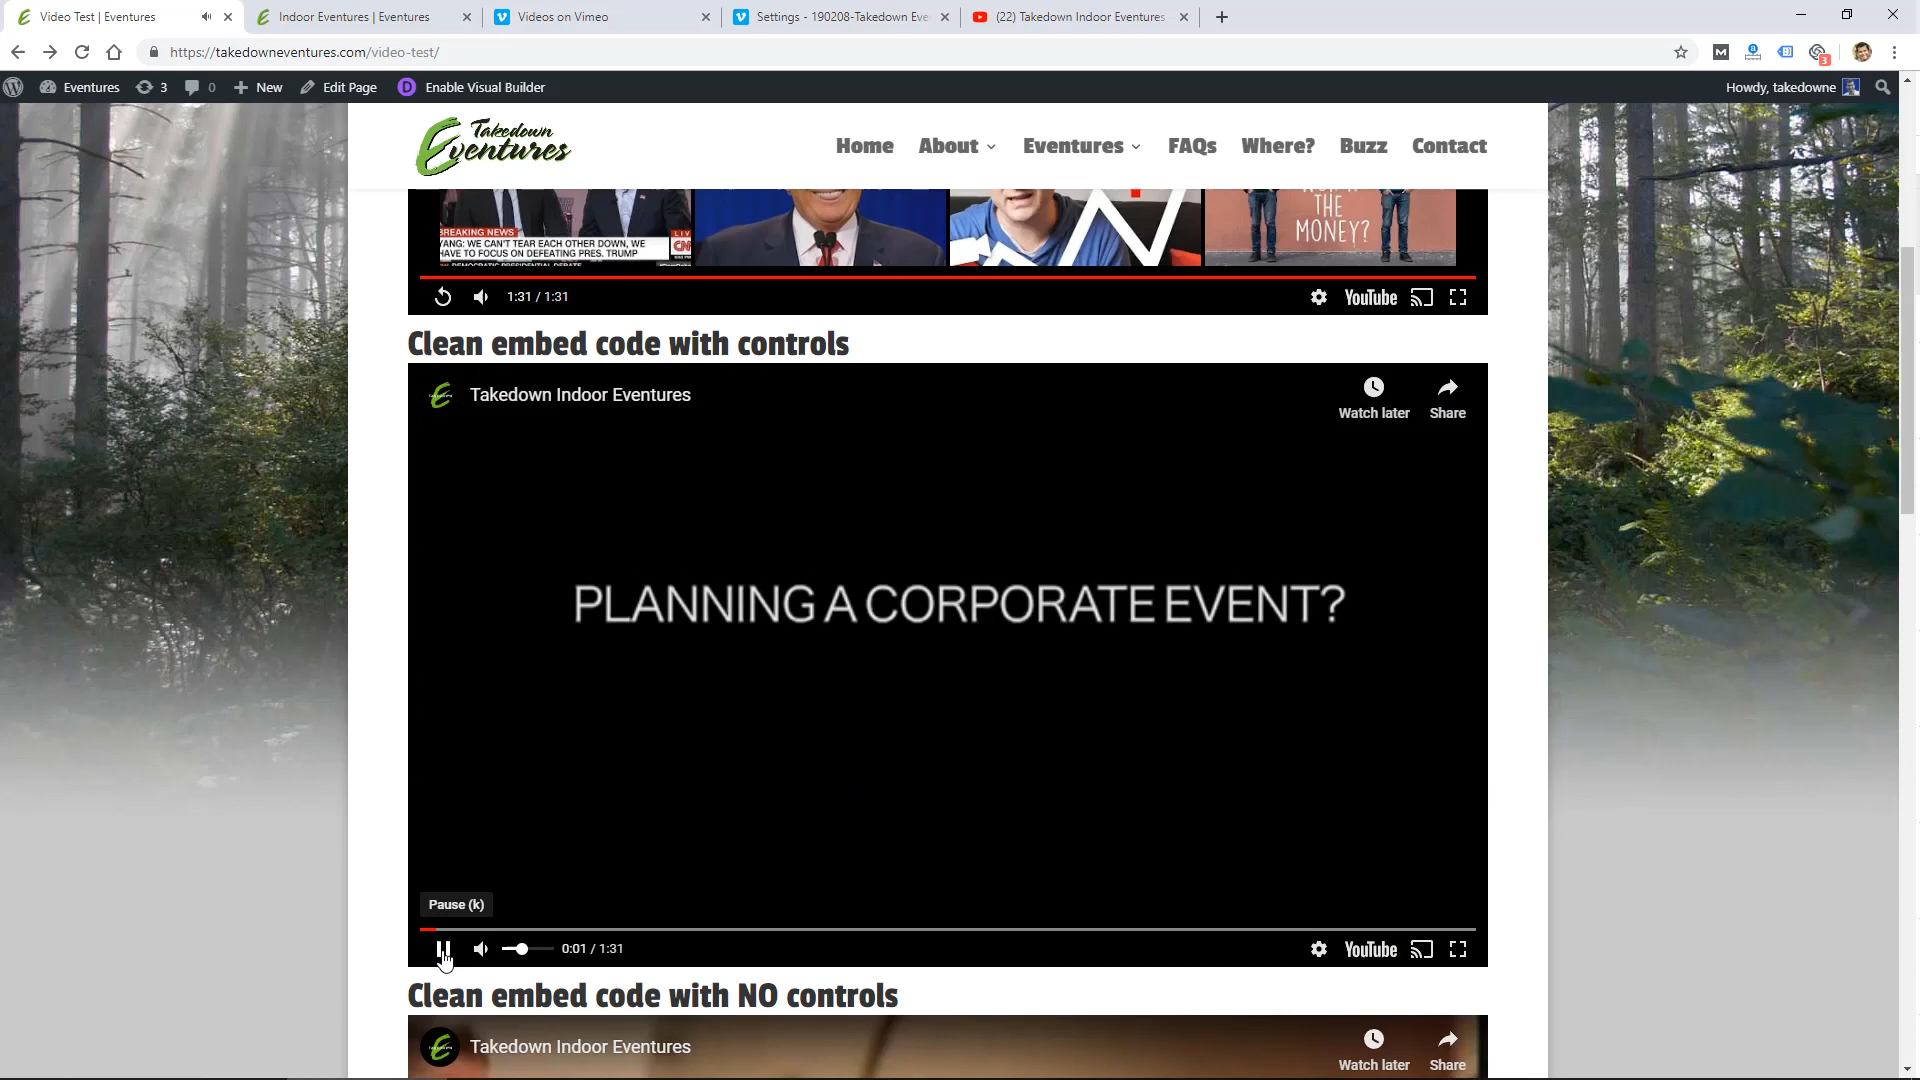 Video Test | Eventures
Indoor Eventures | Eventures
Videos on Vimeo
Settings - 190208-Takedown Eve
(22) Takedown Indoor Eventures
https://takedowneventures.com/video-test/
3
Eventures
3
0
New
Edit Page
D
Enable Visual Builder
Howdy, takedowne
Takedown
Eventures
Home
About
Eventures
FAQs
Where?
Buzz
Contact
BREAKING NEWS
LIV
YANG: WE CAN'T TEAR EACH OTHER DOWN, WE
HAVE TO FOCUS ON DEFEATING PRES. TRUMP
CNN
THE
MONEY?
1:31 / 1:31
YouTube
Clean embed code with controls
Takedown Indoor Eventures
Watch later
Share
PLANNING A CORPORATE EVENT?
Pause (k)
0:01 / 1:31
YouTube
Clean embed code with NO controls
Takedown Indoor Eventures
Watch later
Share